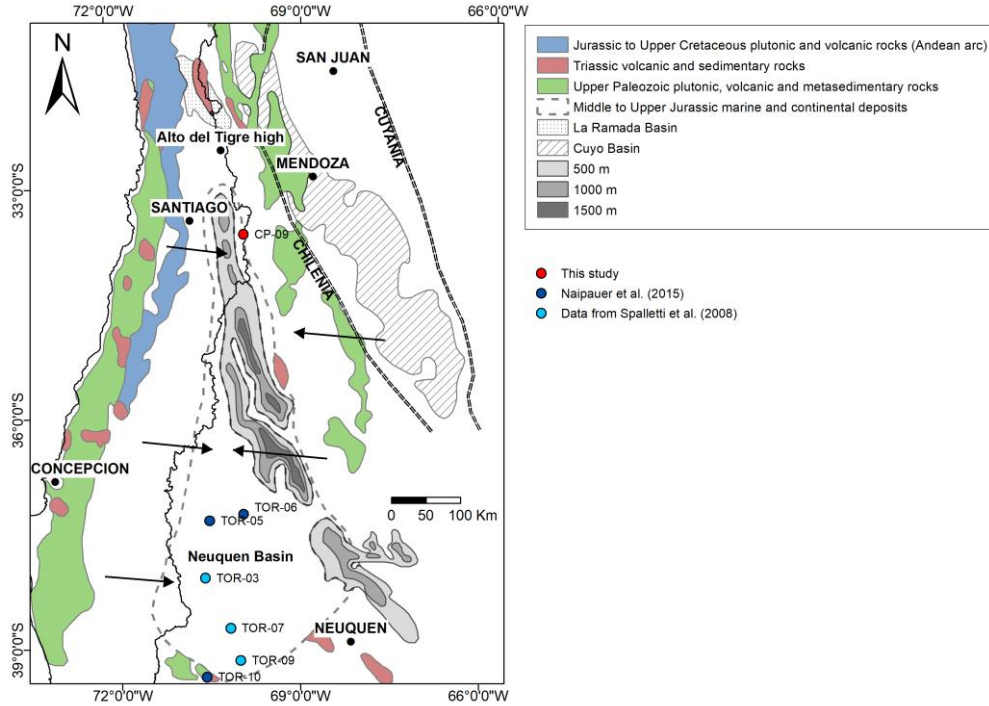 72°0'0"W
69°0'0"W
66°0'0"W
N
SAN JUAN
CUYANIA
Alto del Tigre high
MENDOZA
33°0'0"S
SANTIAGO
CP-09
CHILENIA
36°0'0"S
CONCEPCION
TOR-06
TOR-05
0 50 100 Km
Neuquen Basin
TOR-03
TOR-07
NEUQUEN
TOR-09
39°0'0"S
TOR-10
72°0'0"W
69°0'0"W
66°0'0"W
Jurassic to Upper Cretaceous plutonic and volcanic rocks (Andean arc)
Triassic volcanic and sedimentary rocks
Upper Paleozoic plutonic, volcanic and metasedimentary rocks
Middle to Upper Jurassic marine and continental deposits
La Ramada Basin
Cuyo Basin
500 m
1000 m
1500 m
This study
Naipauer et al. (2015)
Data from Spalletti et al. (2008)